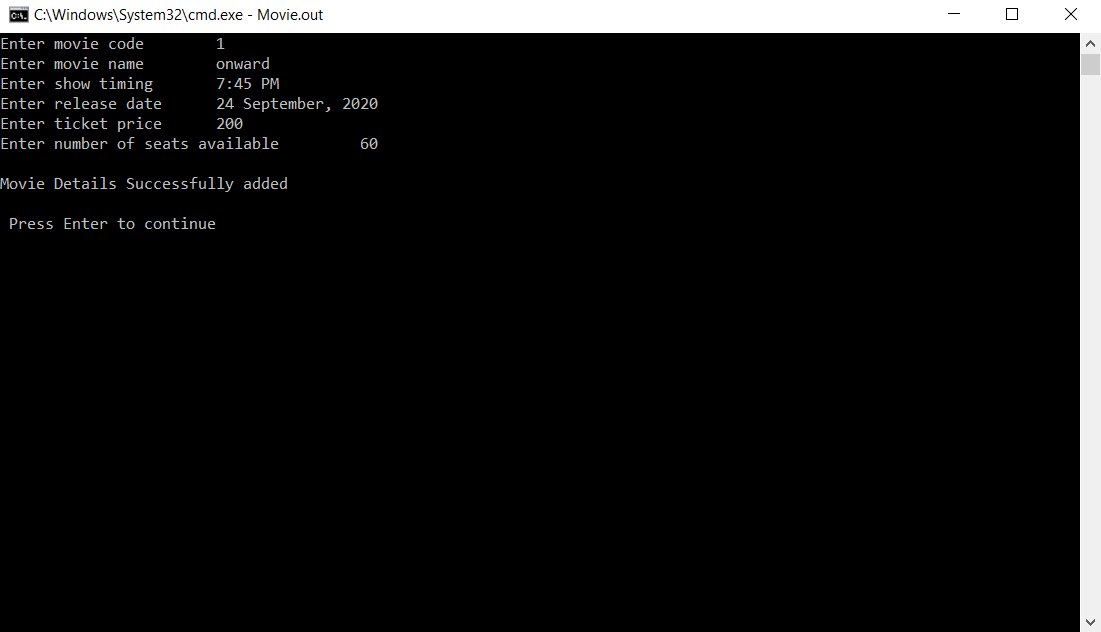 C:\Windows\System32\cmd.exe - Movie.out
Enter movie code        1
Enter movie name        onward
Enter show timing       7:45 PM
Enter release date      24 September, 2020
Enter ticket price      200
Enter number of seats available         60
Movie Details Successfully added
Press Enter to continue